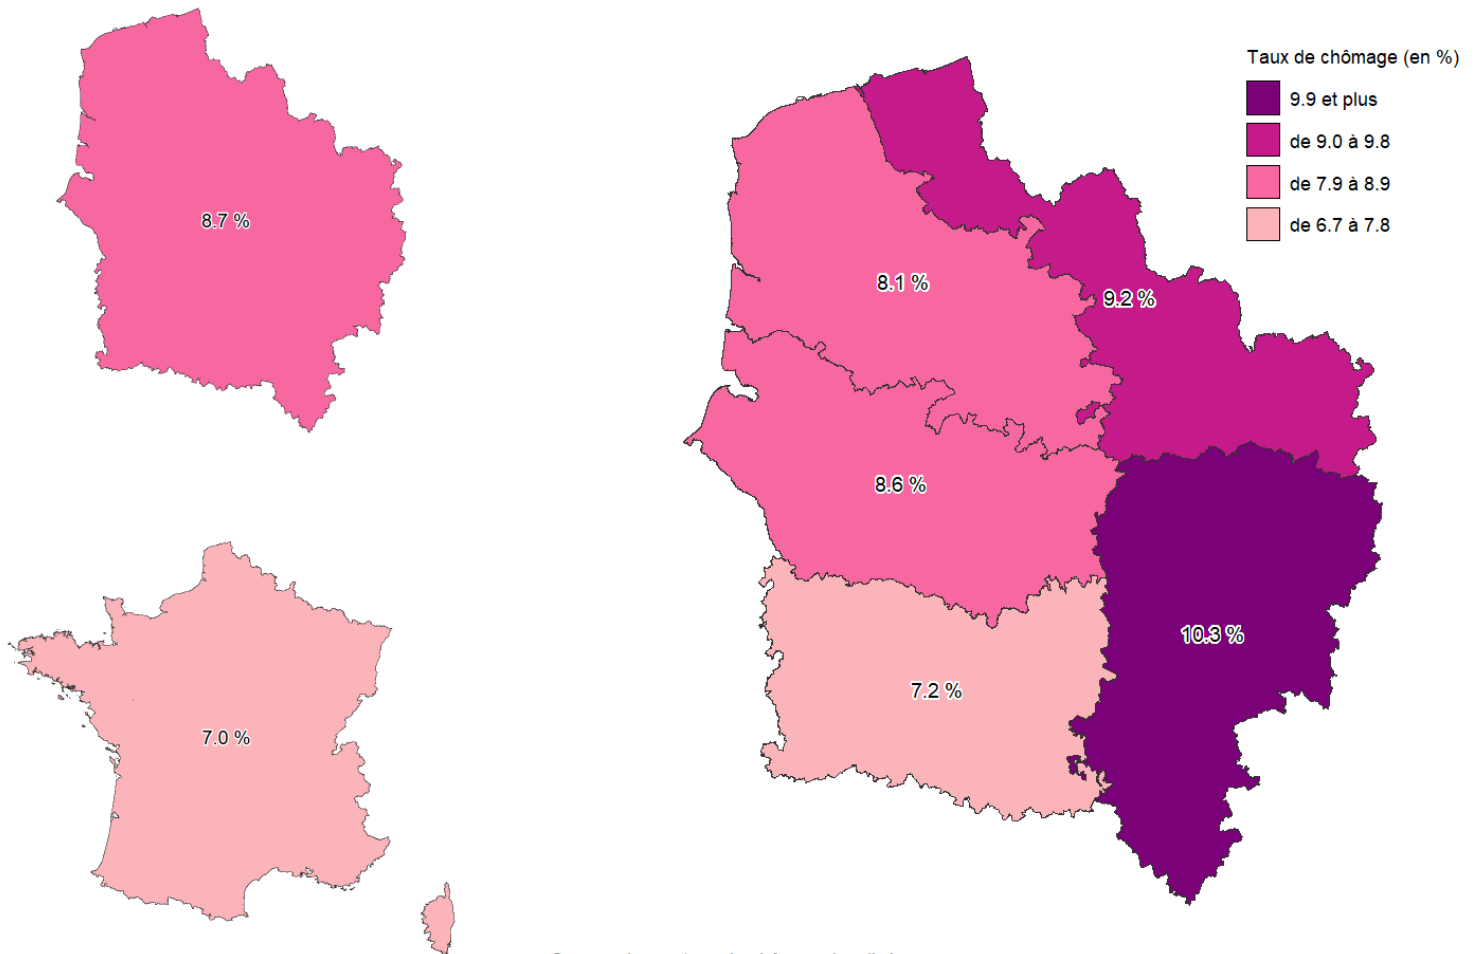 8.7 %
7.0 %
8.1 %
9.2 %
8.6 %
10.3 %
7.2 %
Taux de chômage (en %)
9.9 et plus
de 9.0 à 9.8
de 7.9 à 8.9
de 6.7 à 7.8